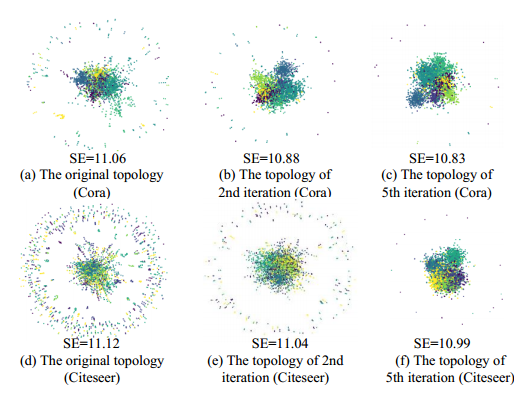 SE=11.06
(a) The original topology
(Cora)
SE=10.88
(b) The topology of
2nd iteration (Cora)
SE=10.83
(c) The topology of
5th iteration (Cora)
SE=11.12
(d) The original topology
(Citeseer)
SE=11.04
(e) The topology of 2nd
iteration (Citeseer)
SE=10.99
(f) The topology of
5th iteration (Citeseer)